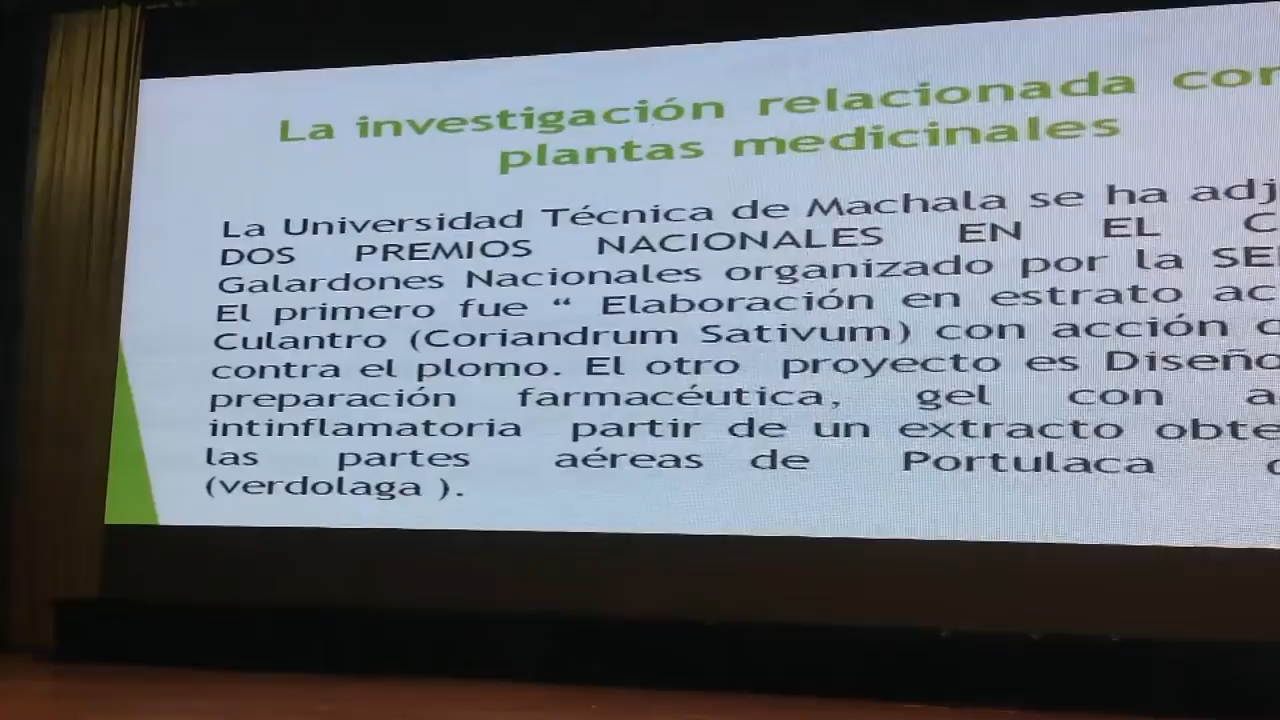 La investigación relacionada con
plantas medicinales
La Universidad Técnica de Machala se ha adj
DOS PREMIOS NACIONALES EN EL C
Galardones Nacionales organizado por la SE
El primero fue “ Elaboración en estrato ac
Culantro (Coriandrum Sativum) con acción
contra el plomo. El otro proyecto es Diseño
preparación farmacéutica, gel con a
intinflamatoria partir de un extracto obte
las partes aéreas de Portulaca
(verdolaga ).